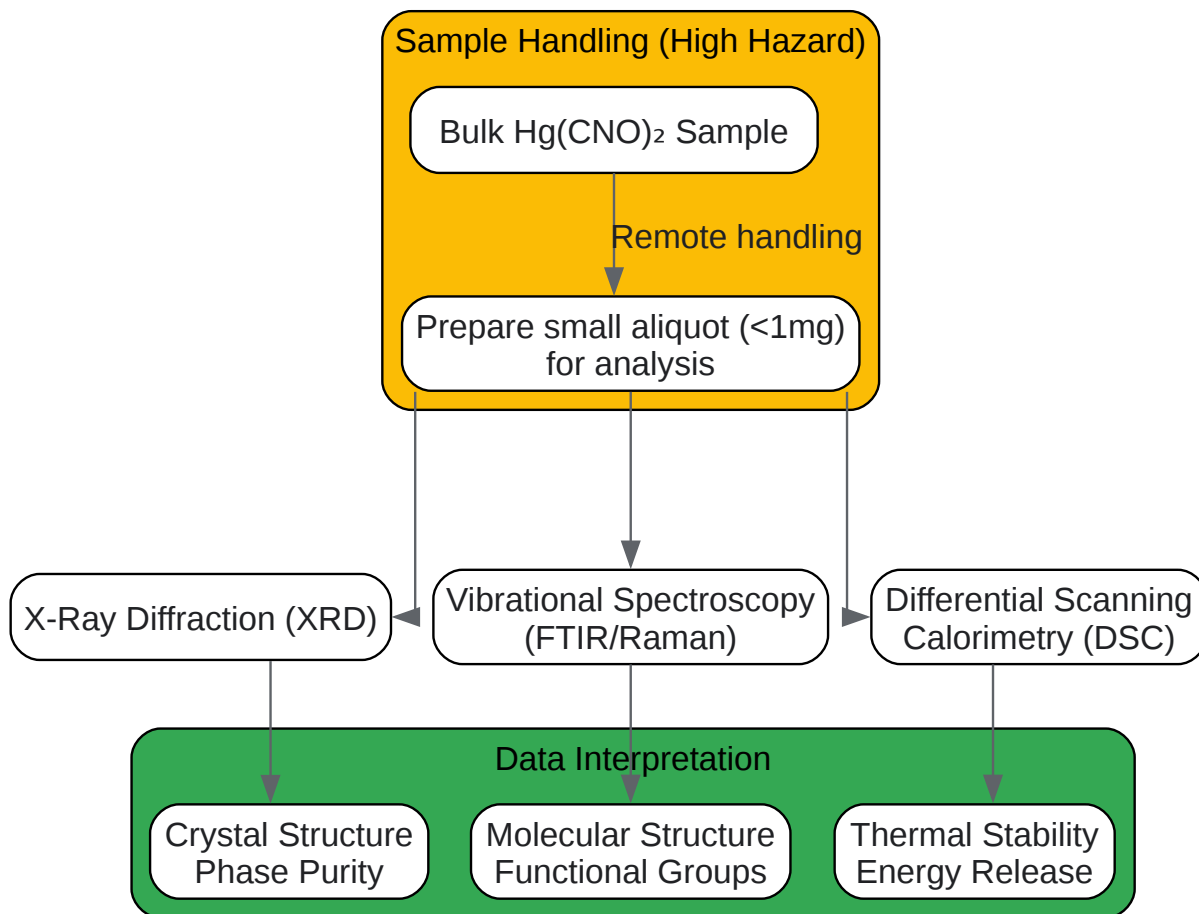 Sample Handling (High Hazard)
Bulk Hg(CNO)₂ Sample
Remote handling
Prepare small aliquot (<1mg)
for analysis
X-Ray Diffraction (XRD)
Vibrational Spectroscopy
(FTIR/Raman)
Differential Scanning
Calorimetry (DSC)
Data Interpretation
Crystal Structure
Phase Purity
Molecular Structure
Functional Groups
Thermal Stability
Energy Release